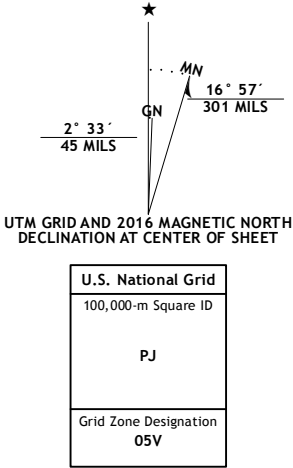 ★
MN
GN
16° 57´
301 MILS
2° 33´
45 MILS
UTM GRID AND 2016 MAGNETIC NORTH
DECLINATION AT CENTER OF SHEET
U.S. National Grid
100,000-m Square ID
PJ
Grid Zone Designation
05V